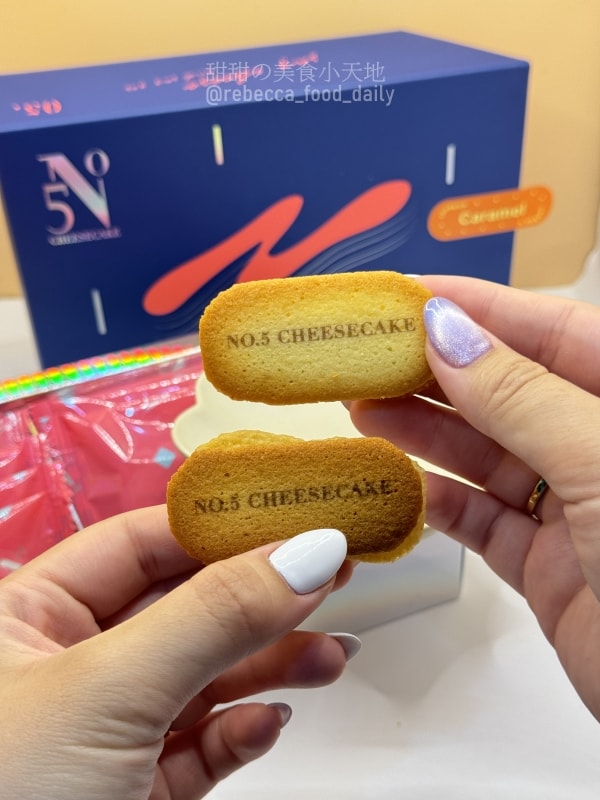 甜甜の美食小天地
@rebecca_food_daily
No
5
CHEESECAKE
Caramel
NO.5 CHEESECAKE
NO.5 CHEESECAKE